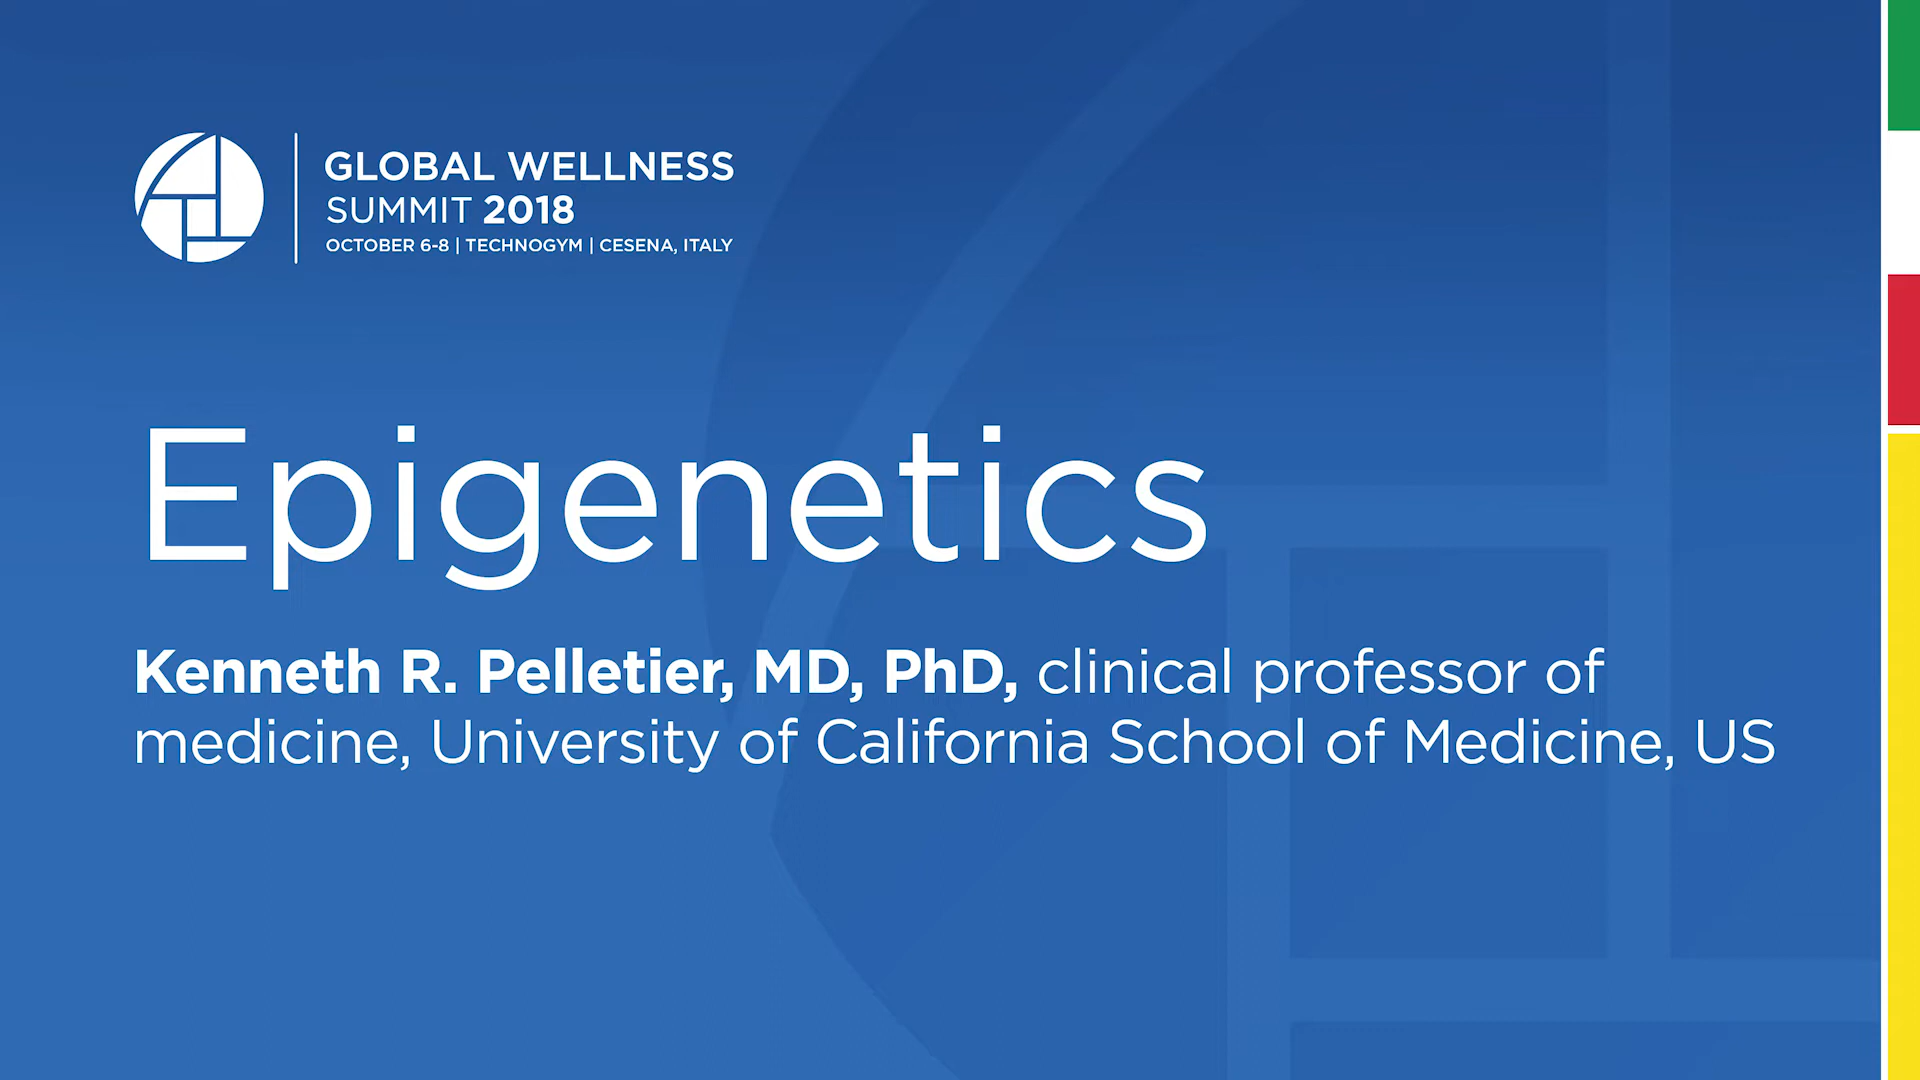 GLOBAL WELLNESS
SUMMIT 2018
OCTOBER 6-8 | TECHNOGYM | CESENA, ITALY
Epigenetics
Kenneth R. Pelletier, MD, PhD, clinical professor of
medicine, University of California School of Medicine, US